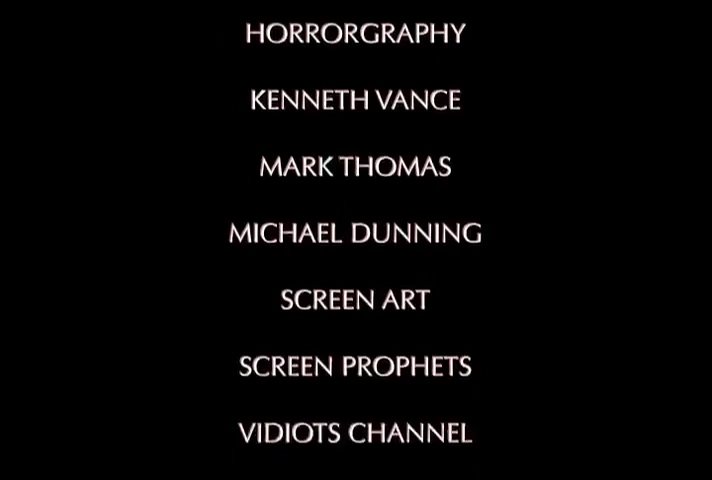 HORRORGRAPHY
KENNETH VANCE
MARK THOMAS
MICHAEL DUNNING
SCREEN ART
SCREEN PROPHETS
VIDIOTS CHANNEL